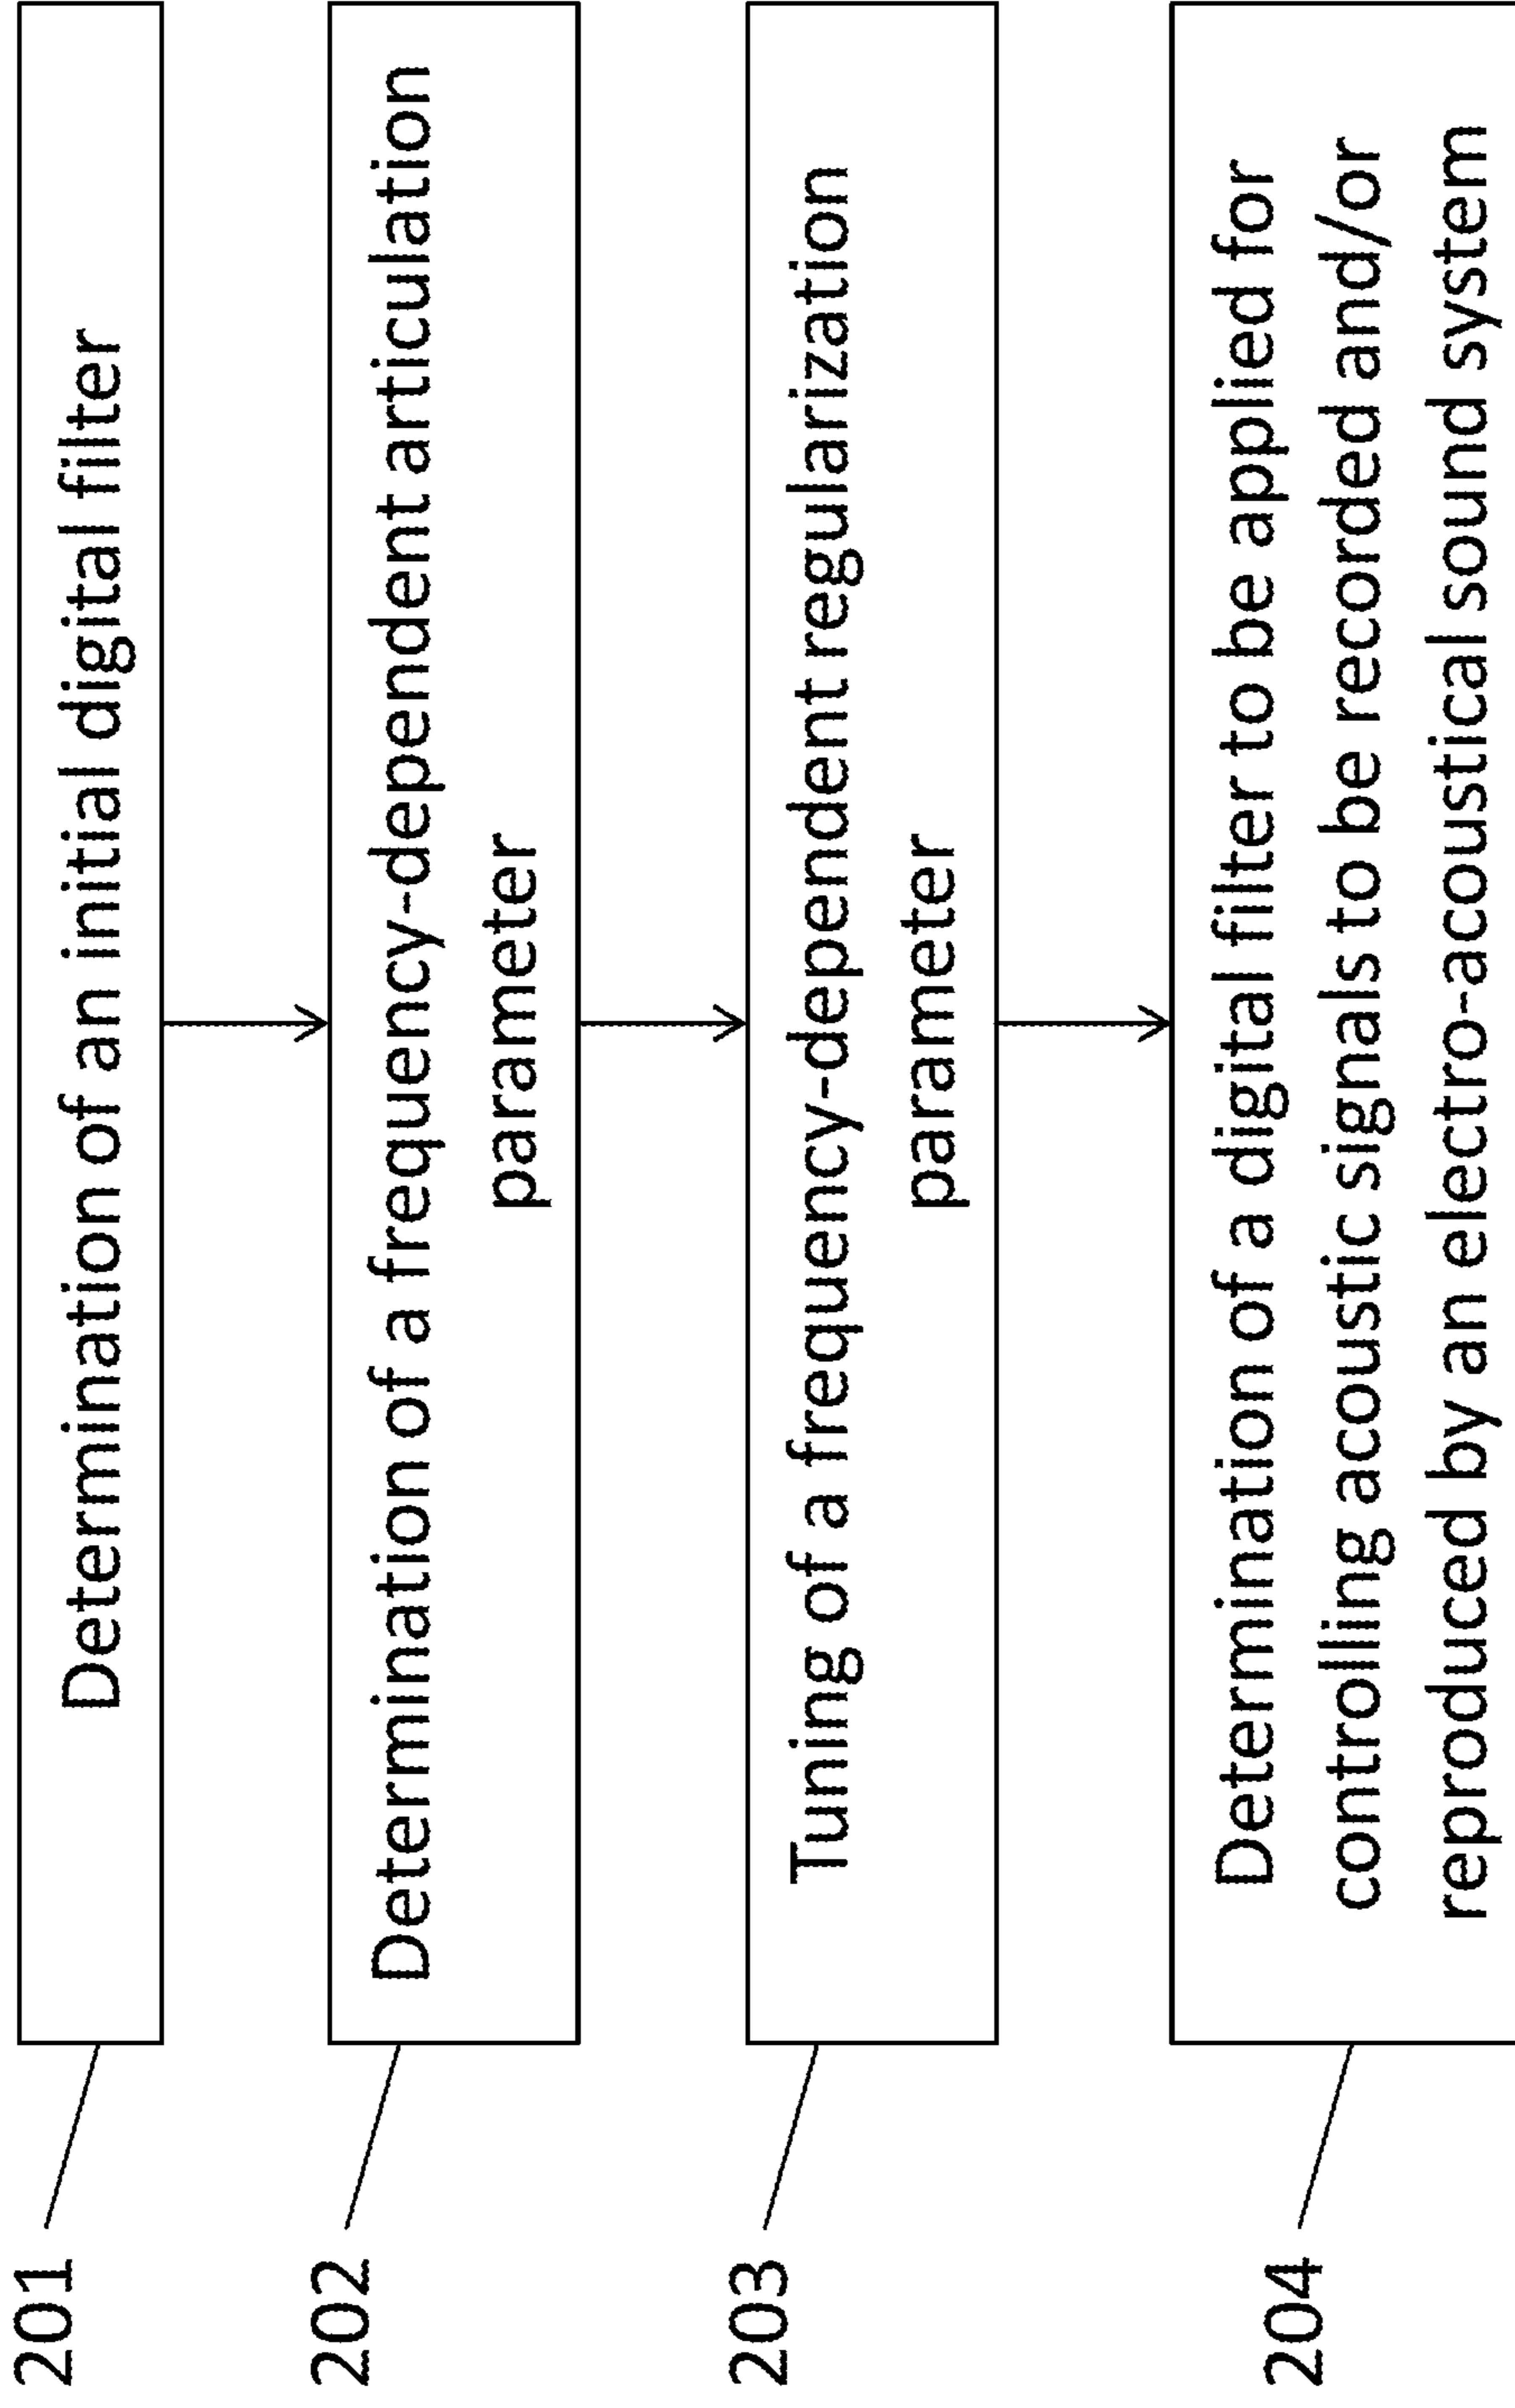 201
Determination of an initial digital filter
202
Determination of a frequency-dependent articulation
parameter
203
Tuning of a frequency-dependent regularization
parameter
204
Determination of a digital filter to be applied for
controlling acoustic signals to be recorded and/or
reproduced by an electro-acoustical sound system